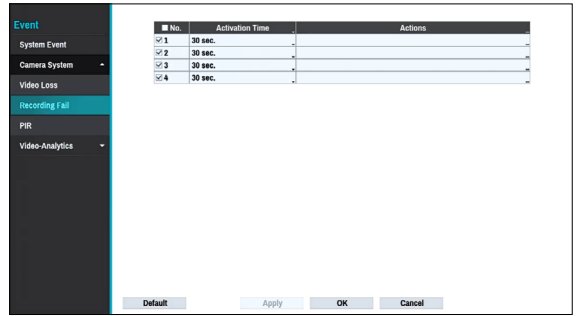 Event
System Event
Camera System
Video Loss
Recording Fail
PIR
Video-Analytics
No. Activation Time Actions
1 30 sec.
2 30 sec.
3 30 sec.
4 30 sec.
Default Apply OK Cancel